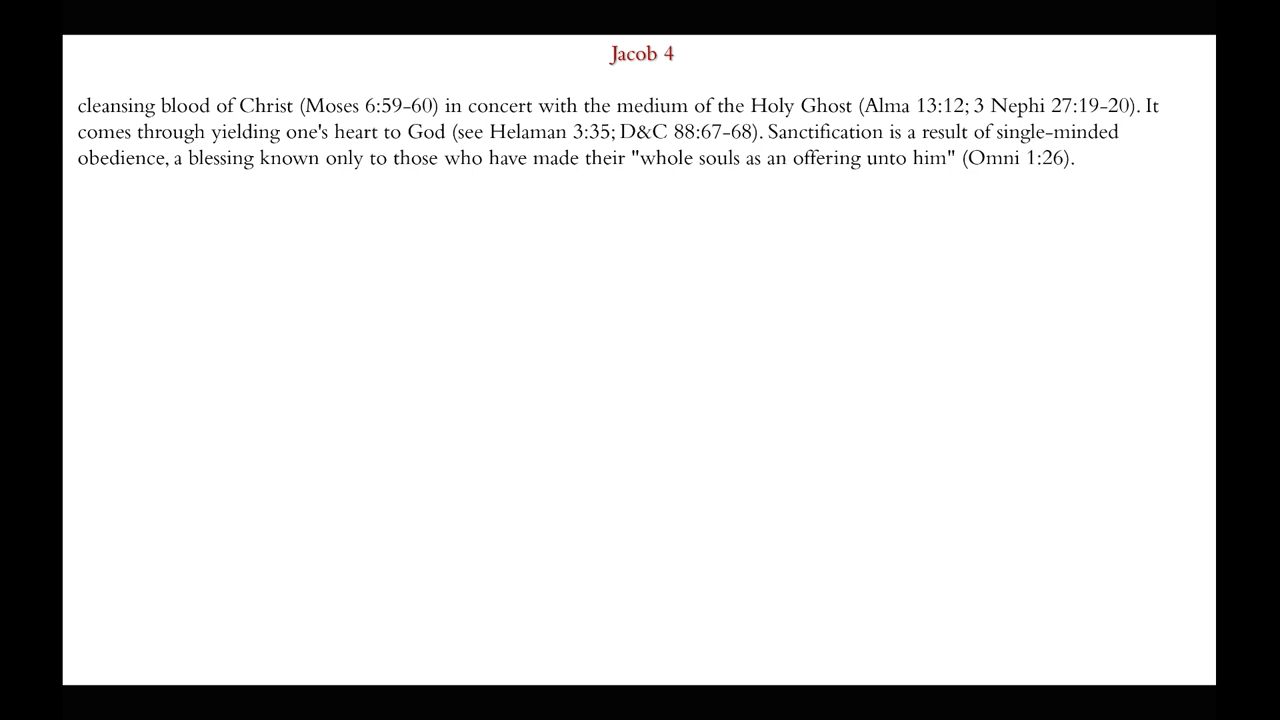 Jacob 4
cleansing blood of Christ (Moses 6:59-60) in concert with the medium of the Holy Ghost (Alma 13:12; 3 Nephi 27:19-20). It
comes through yielding one's heart to God (see Helaman 3:35; D&C 88:67-68). Sanctification is a result of single-minded
obedience, a blessing known only to those who have made their "whole souls as an offering unto him" (Omni 1:26).